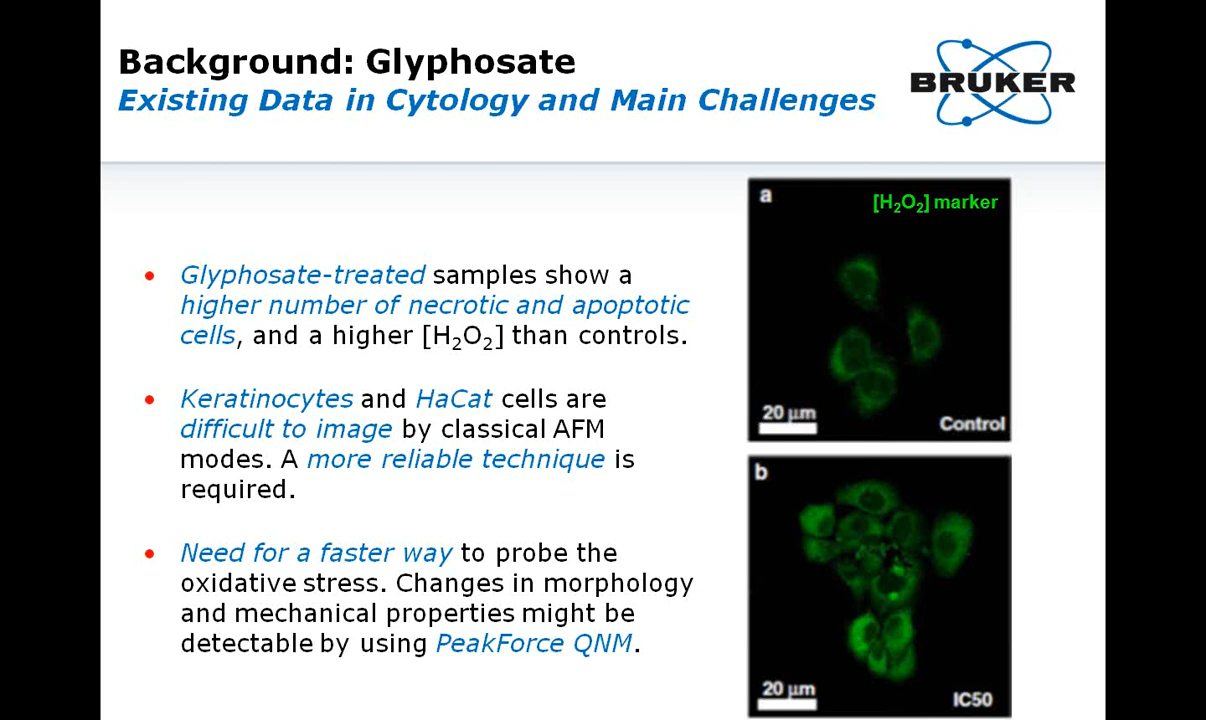 Background: Glyphosate
Existing Data in Cytology and Main Challenges
BRUKER
Glyphosate-treated samples show a
higher number of necrotic and apoptotic
cells, and a higher [H₂O₂] than controls.
Keratinocytes and HaCat cells are
difficult to image by classical AFM
modes. A more reliable technique is
required.
Need for a faster way to probe the
oxidative stress. Changes in morphology
and mechanical properties might be
detectable by using PeakForce QNM.
a
[H₂O₂] marker
20 µm
Control
b
20 µm
IC50